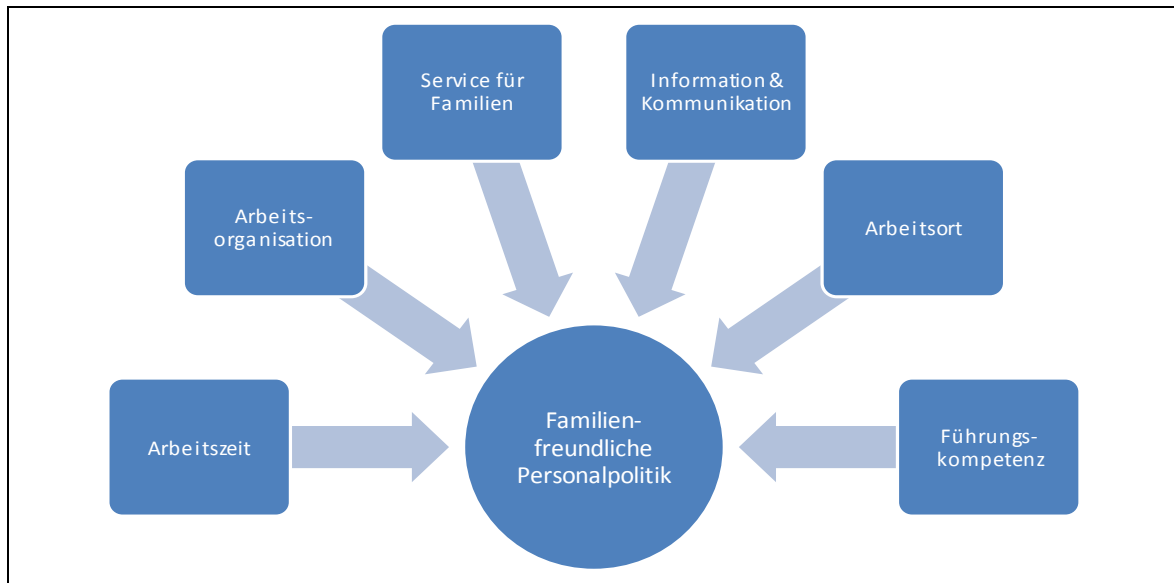 Service für
Familien
Information &
Kommunikation
Arbeits-
organisation
Arbeitsort
Arbeitszeit
Familien-
freundliche
Personalpolitik
Führungs-
kompetenz